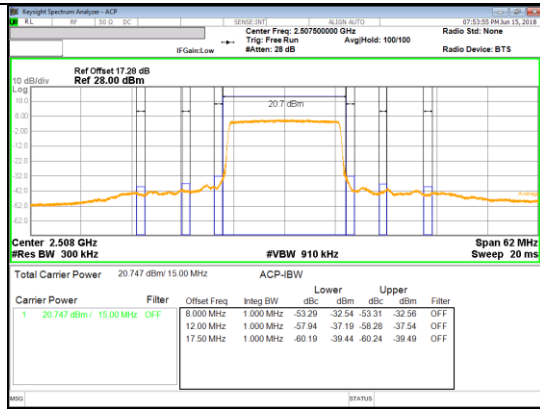 Keysight Spectrum Analyzer - ACP
RL RF 50 Ω DC SENSE:INT ALIGN AUTO 07:53:55 PM Jun 15, 2018
Center Freq: 2.507500000 GHz Radio Std: None
Trig: Free Run Avg|Hold: 100/100
IFGain:Low #Atten: 28 dB Radio Device: BTS
Ref Offset 17.28 dB
10 dB/div Ref 28.00 dBm
Log
18.0
20.7 dBm
8.00
-2.00
-12.0
-22.0
-32.0
-42.0
Average
-52.0
-62.0
Center 2.508 GHz Span 62 MHz
#Res BW 300 kHz #VBW 910 kHz Sweep 20 ms
Total Carrier Power 20.747 dBm/ 15.00 MHz ACP-IBW
Lower Upper
Carrier Power Filter Offset Freq Integ BW dBc dBm dBc dBm Filter
1 20.747 dBm / 15.00 MHz OFF 8.000 MHz 1.000 MHz -53.29 -32.54 -53.31 -32.56 OFF
12.00 MHz 1.000 MHz -57.94 -37.19 -58.28 -37.54 OFF
17.50 MHz 1.000 MHz -60.19 -39.44 -60.24 -39.49 OFF
MSG STATUS